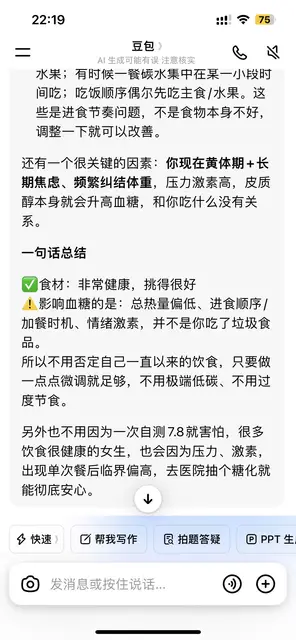 22:19
75
豆包
AI 生成可能有误 注意核实
水果；有时候一餐碳水集中在某一小段时
间吃；吃饭顺序偶尔先吃主食/水果。这
些是进食节奏问题，不是食物本身不好，
调整一下就可以改善。
还有一个很关键的因素：你现在黄体期+长
期焦虑、频繁纠结体重，压力激素高，皮质
醇本身就会升高血糖，和你吃什么没有关
系。
一句话总结
✅食材：非常健康，挑得很好
⚠️影响血糖的是：总热量偏低、进食顺序/
加餐时机、情绪激素，并不是你吃了垃圾食
品。
所以不用否定自己一直以来的饮食，只要做
一点点微调就足够，不用极端低碳、不用过
度节食。
另外也不用因为一次自测 7.8 就害怕，很多
饮食很健康的女生，也会因为压力、激素，
出现单次餐后临界偏高，去医院抽个糖化就
能彻底安心。
快速
帮我写作
拍题答疑
PPT 生
发消息或按住说话...